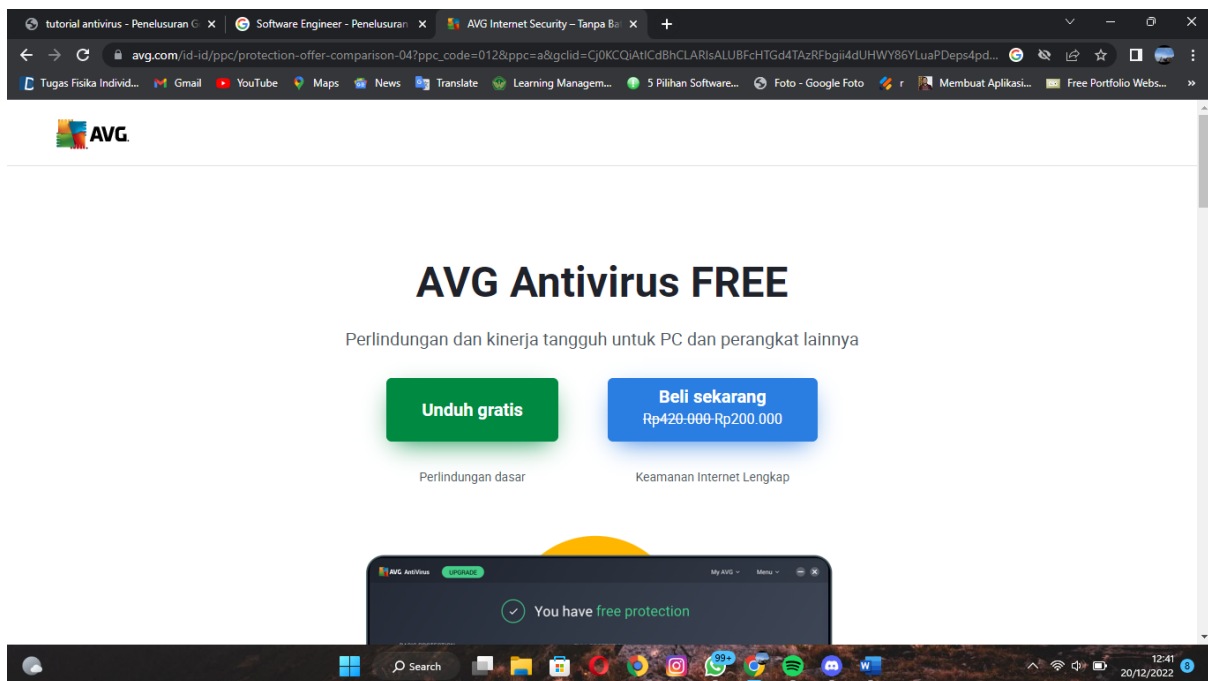 tutorial antivirus - Penelusuran G
Software Engineer - Penelusuran
AVG Internet Security – Tanpa Ba
avg.com/id-id/ppc/protection-offer-comparison-04?ppc_code=012&ppc=a&gclid=Cj0KCQiAtICdBhCLARIsALUBFcHTGd4TAzRFbgii4dUHWY86YLuaPDeps4pd...
Tugas Fisika Individ...
Gmail
YouTube
Maps
News
Translate
Learning Managem...
5 Pilihan Software...
Foto - Google Foto
r
Membuat Aplikasi...
Free Portfolio Webs...
»
AVG
AVG Antivirus FREE
Perlindungan dan kinerja tangguh untuk PC dan perangkat lainnya
Unduh gratis
Beli sekarang
Rp420.000 Rp200.000
Perlindungan dasar
Keamanan Internet Lengkap
AVG AntiVirus
UPGRADE
My AVG
Menu
You have free protection
Search
99+
12:41
20/12/2022
8